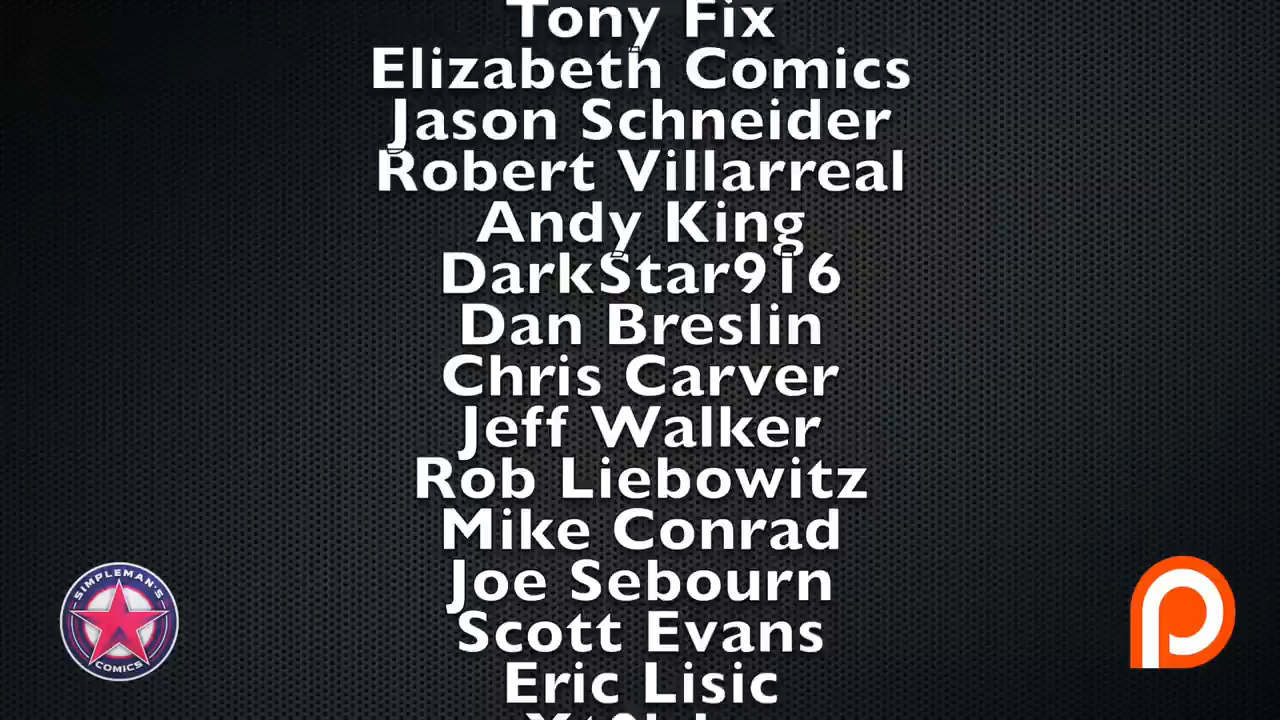 Tony Fix
Elizabeth Comics
Jason Schneider
Robert Villarreal
Andy King
DarkStar916
Dan Breslin
Chris Carver
Jeff Walker
Rob Liebowitz
Mike Conrad
Joe Sebourn
Scott Evans
Eric Lisic
SIMPLEMAN'S
COMICS